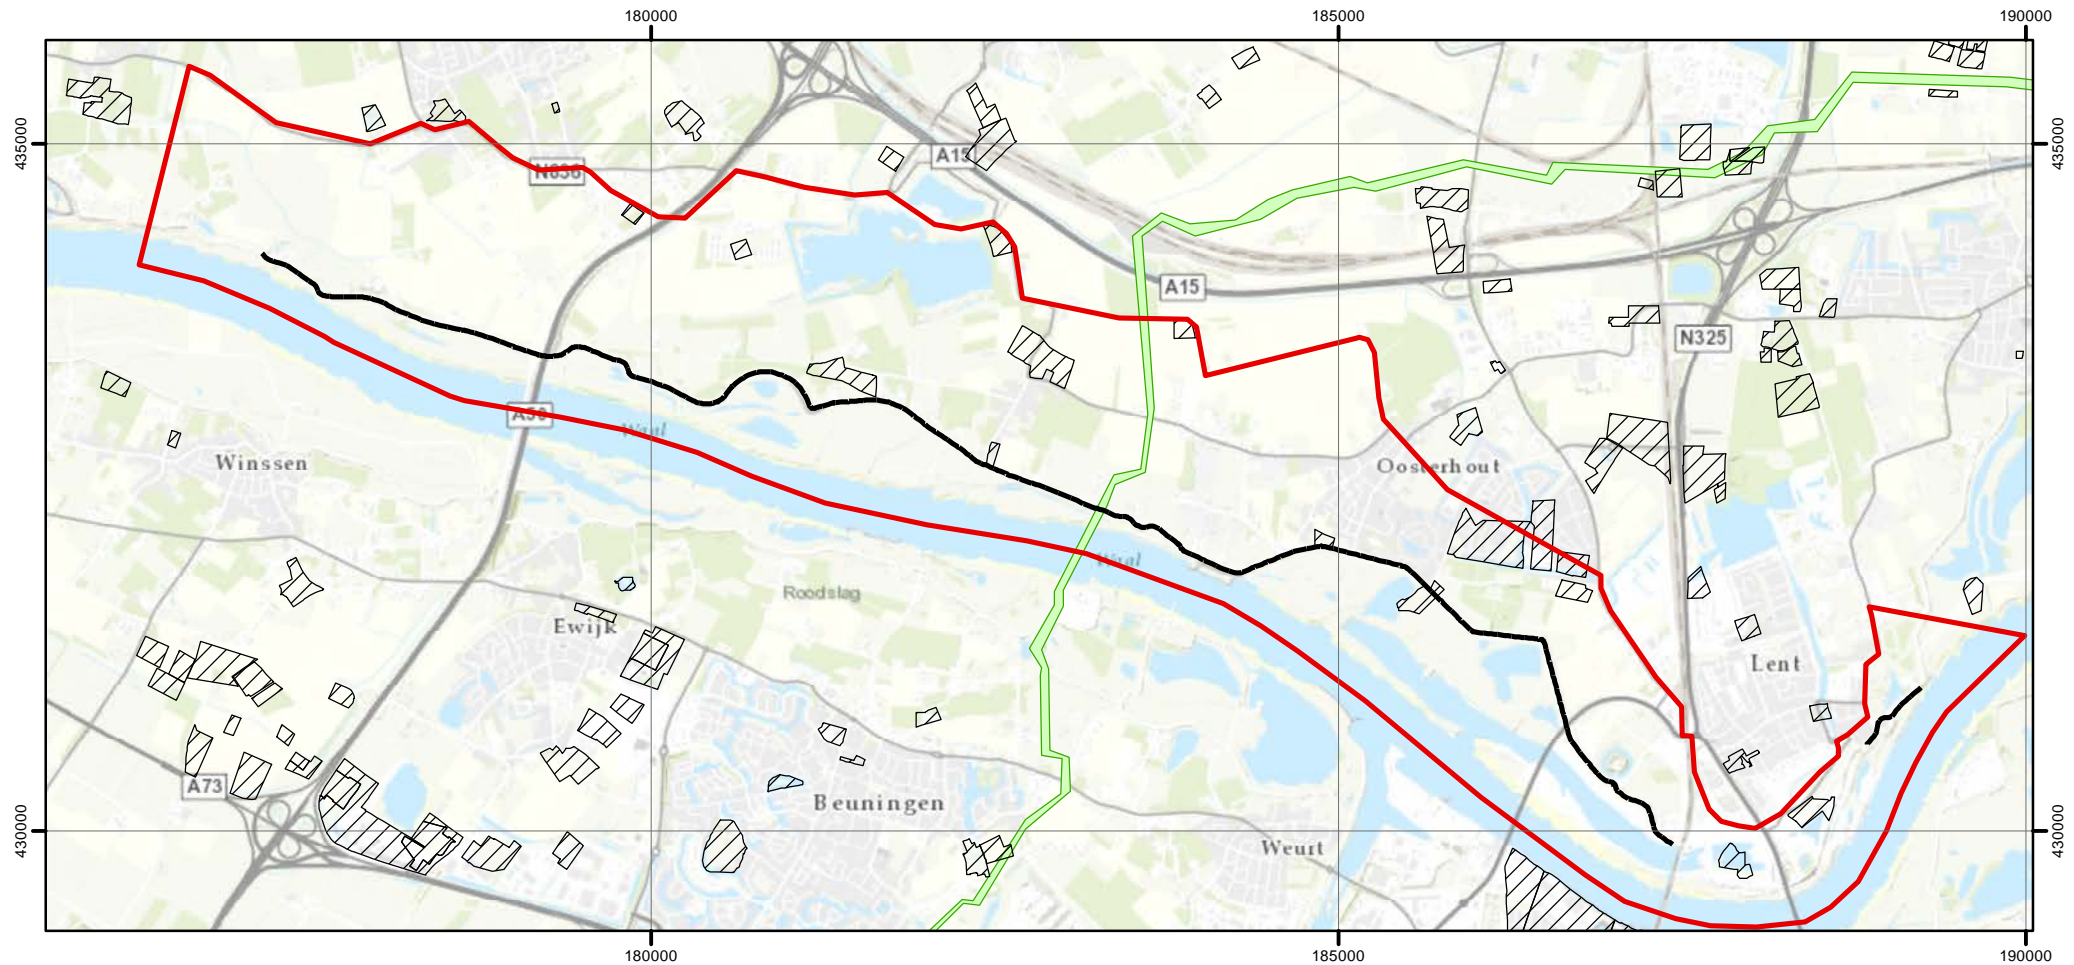 180000
185000
190000
435000
435000
A15
N836
A15
N325
A50
Waal
Winssen
Oosterhout
Waal
Roodslag
Ewijk
Lent
A73
Beuningen
430000
430000
Weurt
180000
185000
190000